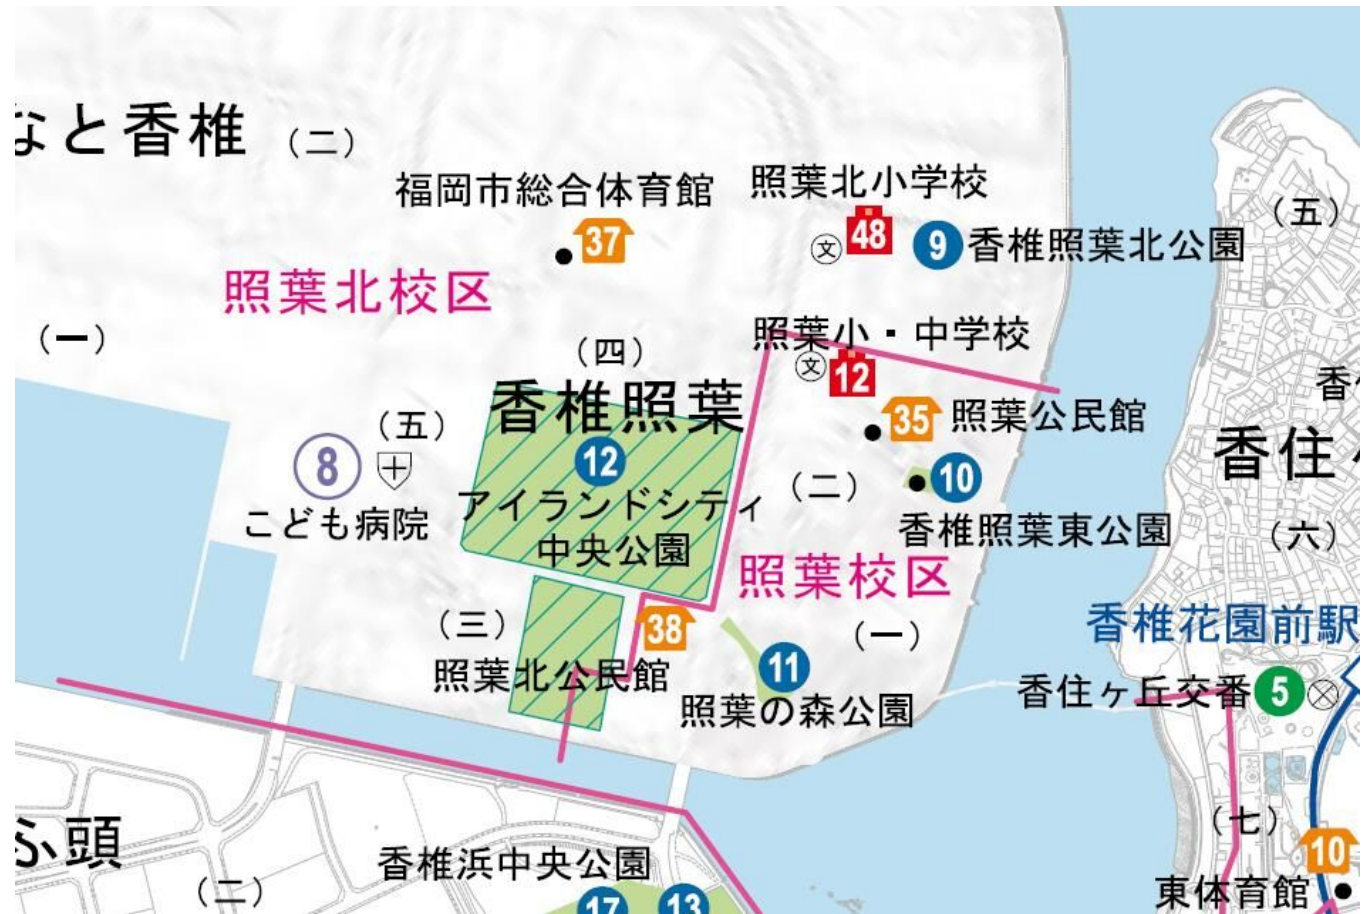 なと香椎 (二)
福岡市総合体育館
37
照葉北小学校
文
48
9
香椎照葉北公園
(五)
照葉北校区
(一)
(四)
香椎照葉
照葉小・中学校
文
12
35
照葉公民館
香住
(五)
8
こども病院
12
アイランドシティ
中央公園
(二)
10
香椎照葉東公園
(六)
照葉校区
(三)
38
照葉北公民館
(一)
11
照葉の森公園
香椎花園前駅
香住ヶ丘交番
5
ふ頭
(二)
香椎浜中央公園
17
13
(七)
10
東体育館